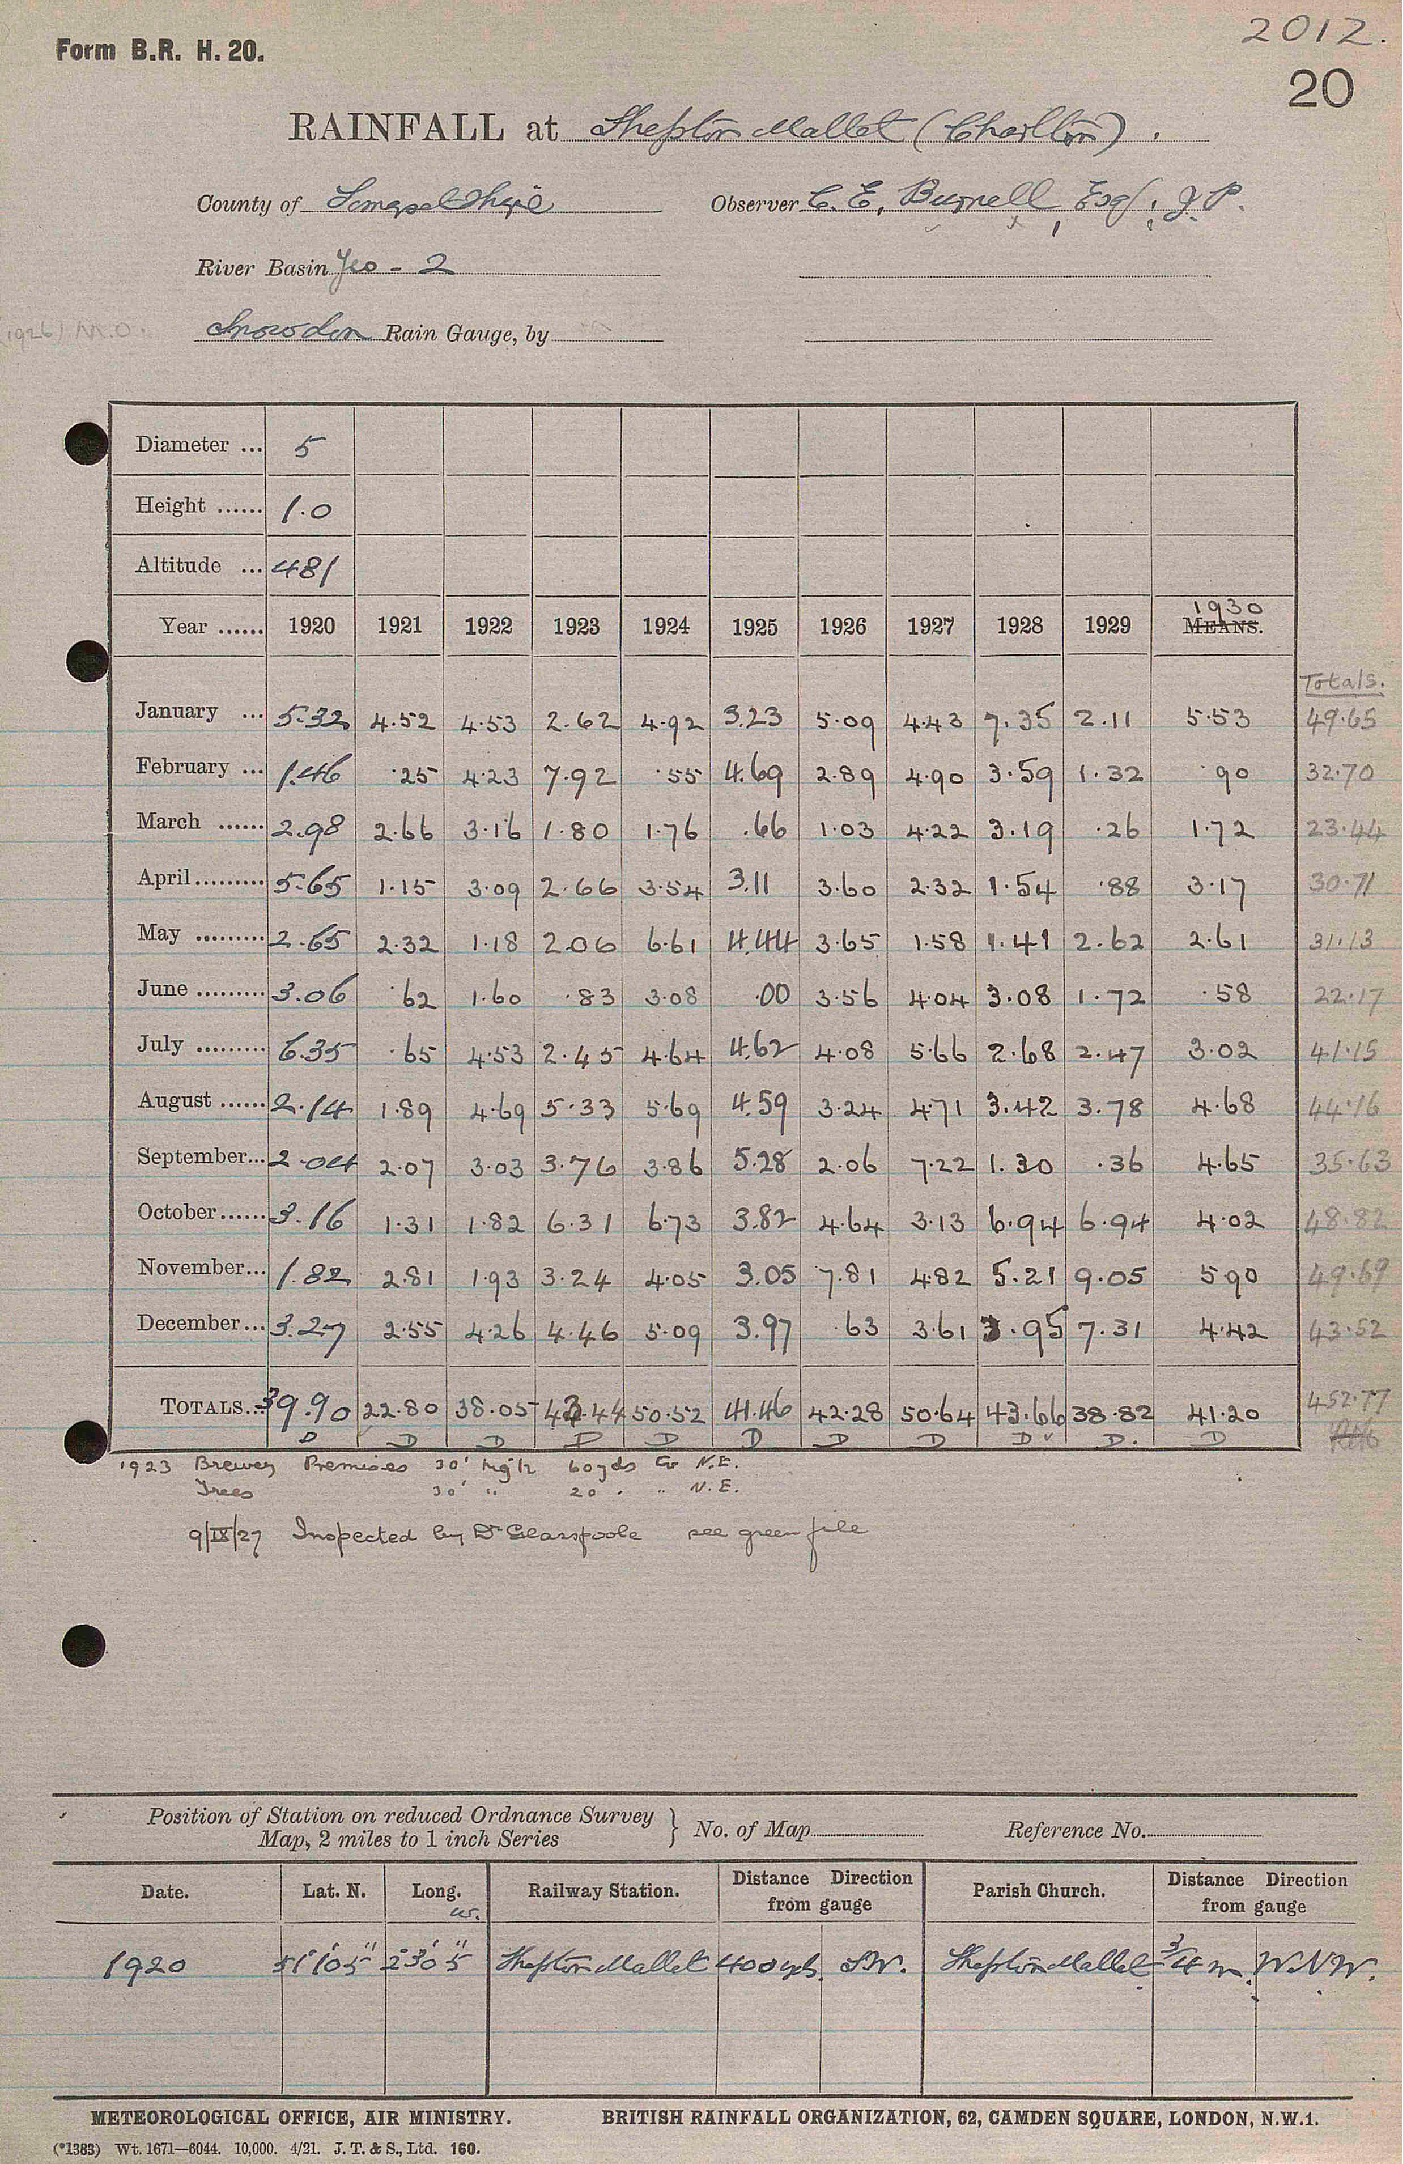 2012.
Form B.R. H. 20.
20
RAINFALL at Shepton Mallet (Charlton).
County of Somersetshire Observer C. E. Burnell Esq., J.P.
River Basin Yeo - 2
(1926) M.O. Snowdon Rain Gauge, by
Diameter ... 5
Height ...... 1.0
Altitude ... 481
Year ...... 1920 1921 1922 1923 1924 1925 1926 1927 1928 1929 1930 MEANS.
Totals.
January ... 5.32 4.52 4.53 2.62 4.92 3.23 5.09 4.43 7.35 2.11 5.53 49.65
February ... 1.46 .25 4.23 7.92 .55 4.69 2.89 4.90 3.59 1.32 .90 32.70
March ...... 2.98 2.66 3.16 1.80 1.76 .66 1.03 4.22 3.19 .26 1.72 23.44
April ......... 5.65 1.15 3.09 2.66 3.54 3.11 3.60 2.32 1.54 .88 3.17 30.71
May ......... 2.65 2.32 1.18 2.06 6.61 4.44 3.65 1.58 1.41 2.62 2.61 31.13
June ......... 3.06 .62 1.60 .83 3.08 .00 3.56 4.04 3.08 1.72 .58 22.17
July ......... 6.35 .65 4.53 2.45 4.64 4.62 4.08 5.66 2.68 2.47 3.02 41.15
August ...... 2.14 1.89 4.69 5.33 5.69 4.59 3.24 4.71 3.42 3.78 4.68 44.16
September... 2.04 2.07 3.03 3.76 3.86 5.28 2.06 7.22 1.30 .36 4.65 35.63
October...... 3.16 1.31 1.82 6.31 6.73 3.82 4.64 3.13 6.94 6.94 4.02 48.82
November... 1.82 2.81 1.93 3.24 4.05 3.05 7.81 4.82 5.21 9.05 5.90 49.69
December... 3.27 2.55 4.26 4.46 5.09 3.97 .63 3.61 3.95 7.31 4.42 43.52
TOTALS... 39.90 22.80 38.05 43.44 50.52 41.46 42.28 50.64 43.66 38.82 41.20 452.77
D D D D D D D D D D. D
1923 Brewery Premises 30' high 60 yds to N.E.
Trees 30' " 20 . " N.E.
9/IX/27 Inspected by Dr Glasspoole see green file
Position of Station on reduced Ordnance Survey
Map, 2 miles to 1 inch Series } No. of Map Reference No.
Date. Lat. N. Long. W. Railway Station. Distance Direction from gauge Parish Church. Distance Direction from gauge
1920 51° 10' 5" 2° 30' 5" Shepton Mallet 400 yds. S.W. Shepton Mallet 3/4 m. W.N.W.
METEOROLOGICAL OFFICE, AIR MINISTRY. BRITISH RAINFALL ORGANIZATION, 62, CAMDEN SQUARE, LONDON, N.W.1.
(*1383) Wt. 1671—6044. 10,000. 4/21. J. T. & S., Ltd. 160.